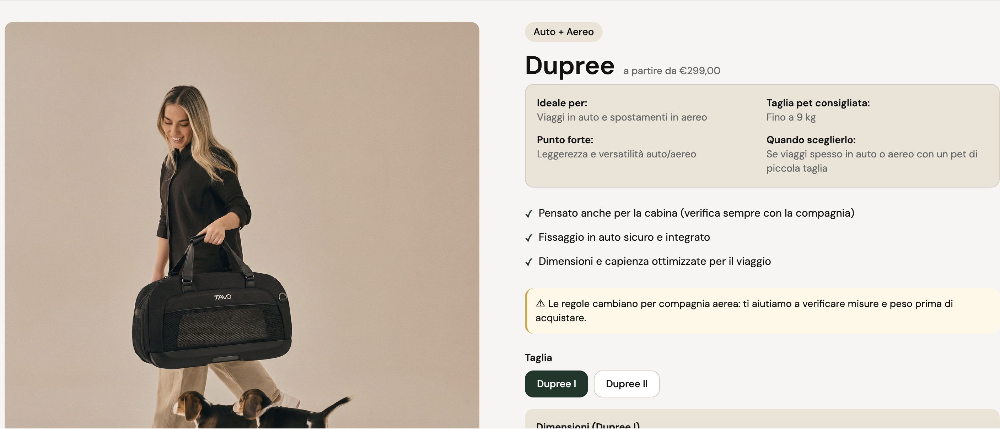 Auto + Aereo
Dupree a partire da €299,00
Ideale per:
Viaggi in auto e spostamenti in aereo
Taglia pet consigliata:
Fino a 9 kg
Punto forte:
Leggerezza e versatilità auto/aereo
Quando sceglierlo:
Se viaggi spesso in auto o aereo con un pet di
piccola taglia
✓ Pensato anche per la cabina (verifica sempre con la compagnia)
✓ Fissaggio in auto sicuro e integrato
✓ Dimensioni e capienza ottimizzate per il viaggio
⚠ Le regole cambiano per compagnia aerea: ti aiutiamo a verificare misure e peso prima di
acquistare.
Taglia
Dupree I
Dupree II
Dimensioni (Dupree I)
TAVO